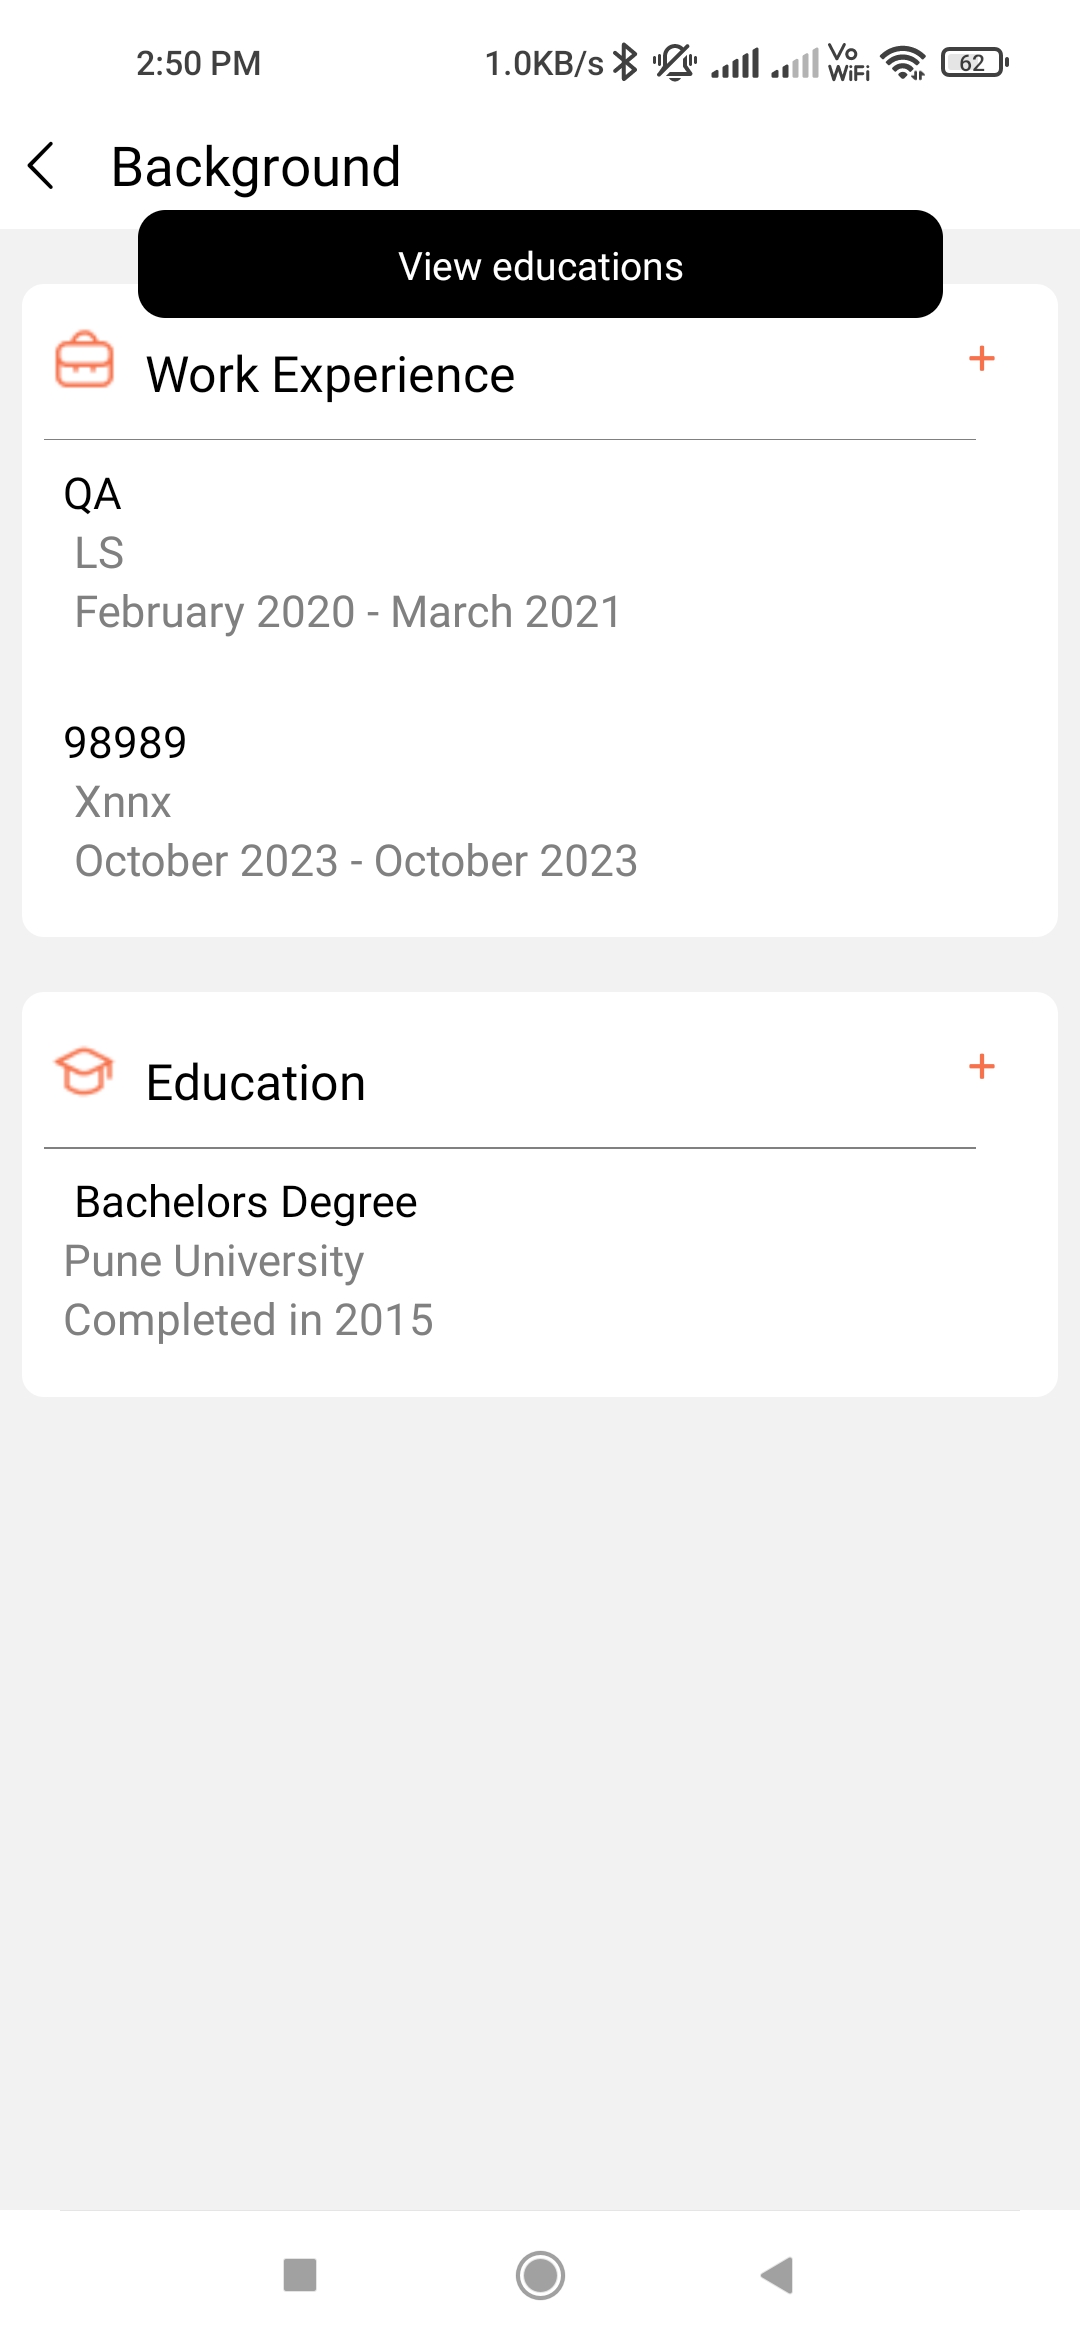 2:50 PM 1.0KB/s Vo WiFi 62
Background
View educations
Work Experience +
QA
LS
February 2020 - March 2021
98989
Xnnx
October 2023 - October 2023
Education +
Bachelors Degree
Pune University
Completed in 2015